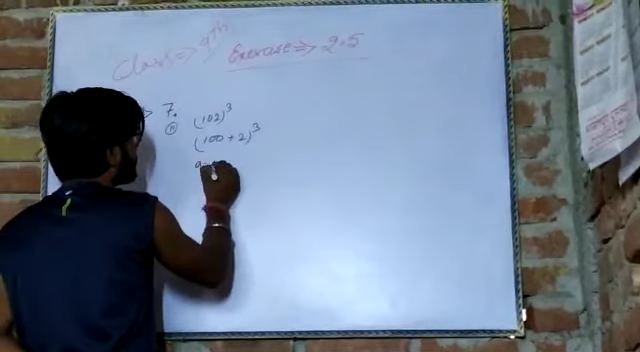 Class ⇒ 9th Exercise ⇒ 2.5
7.
(ii) (102)³
(100 + 2)³